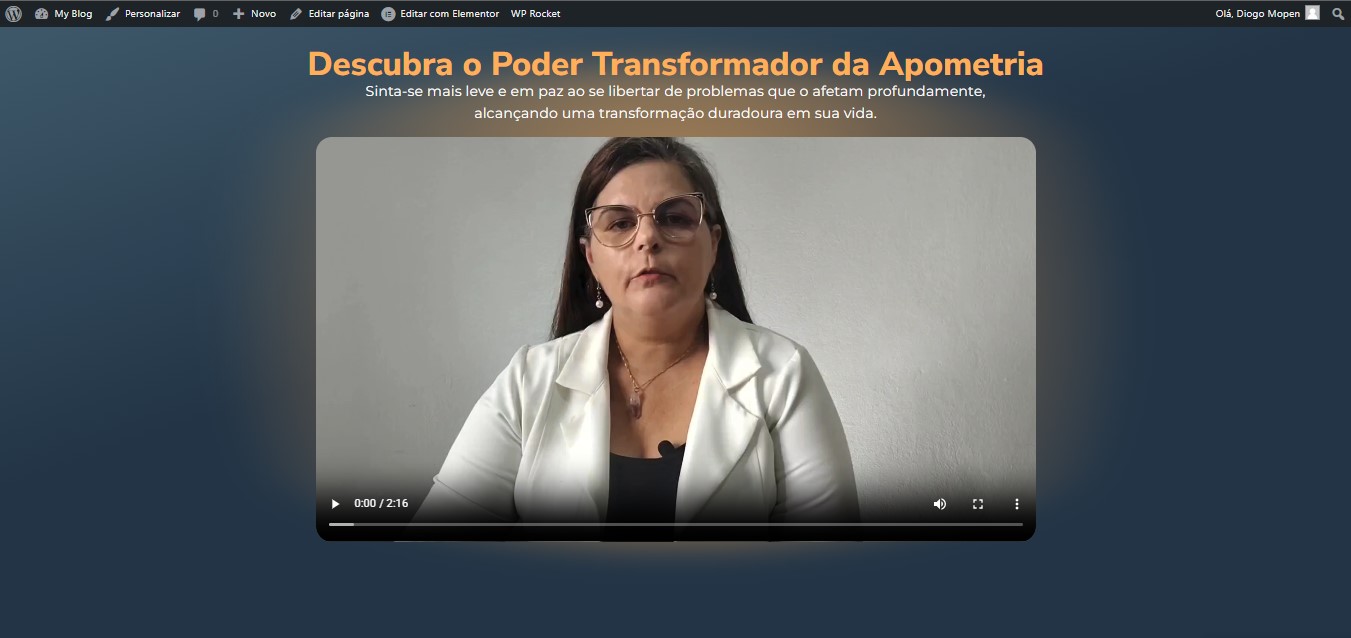 My Blog Personalizar 0 Novo Editar página Editar com Elementor WP Rocket Olá, Diogo Mopen
Descubra o Poder Transformador da Apometria
Sinta-se mais leve e em paz ao se libertar de problemas que o afetam profundamente,
alcançando uma transformação duradoura em sua vida.
0:00 / 2:16